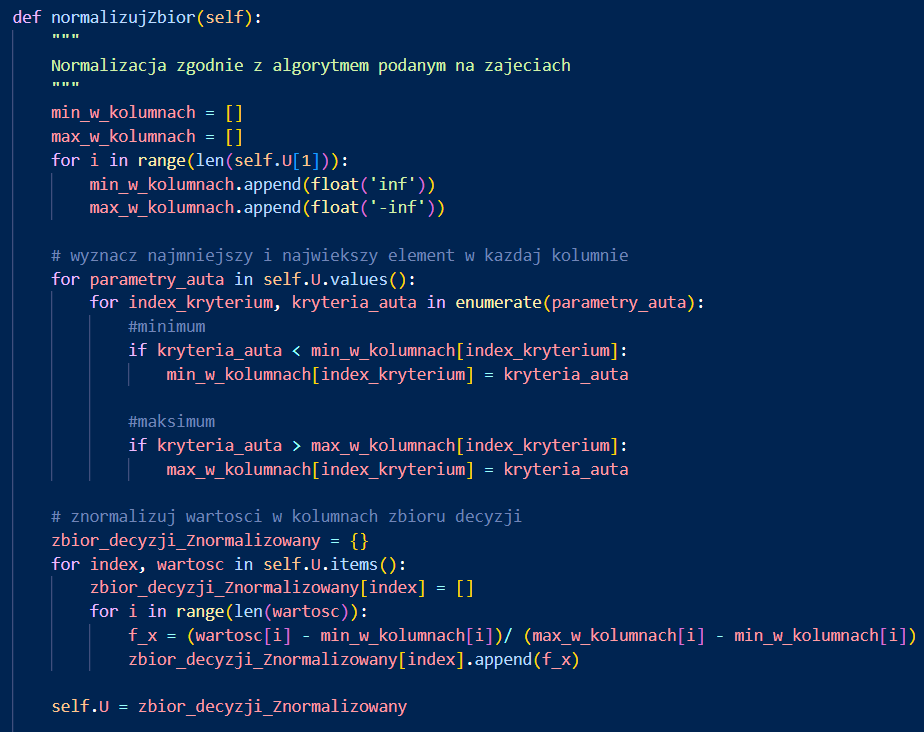 def normalizujZbior(self):
    """
    Normalizacja zgodnie z algorytmem podanym na zajeciach
    """
    min_w_kolumnach = []
    max_w_kolumnach = []
    for i in range(len(self.U[1])):
        min_w_kolumnach.append(float('inf'))
        max_w_kolumnach.append(float('-inf'))

    # wyznacz najmniejszy i najwiekszy element w kazdaj kolumnie
    for parametry_auta in self.U.values():
        for index_kryterium, kryteria_auta in enumerate(parametry_auta):
            #minimum
            if kryteria_auta < min_w_kolumnach[index_kryterium]:
                min_w_kolumnach[index_kryterium] = kryteria_auta

            #maksimum
            if kryteria_auta > max_w_kolumnach[index_kryterium]:
                max_w_kolumnach[index_kryterium] = kryteria_auta

    # znormalizuj wartosci w kolumnach zbioru decyzji
    zbior_decyzji_Znormalizowany = {}
    for index, wartosc in self.U.items():
        zbior_decyzji_Znormalizowany[index] = []
        for i in range(len(wartosc)):
            f_x = (wartosc[i] - min_w_kolumnach[i])/ (max_w_kolumnach[i] - min_w_kolumnach[i])
            zbior_decyzji_Znormalizowany[index].append(f_x)

    self.U = zbior_decyzji_Znormalizowany